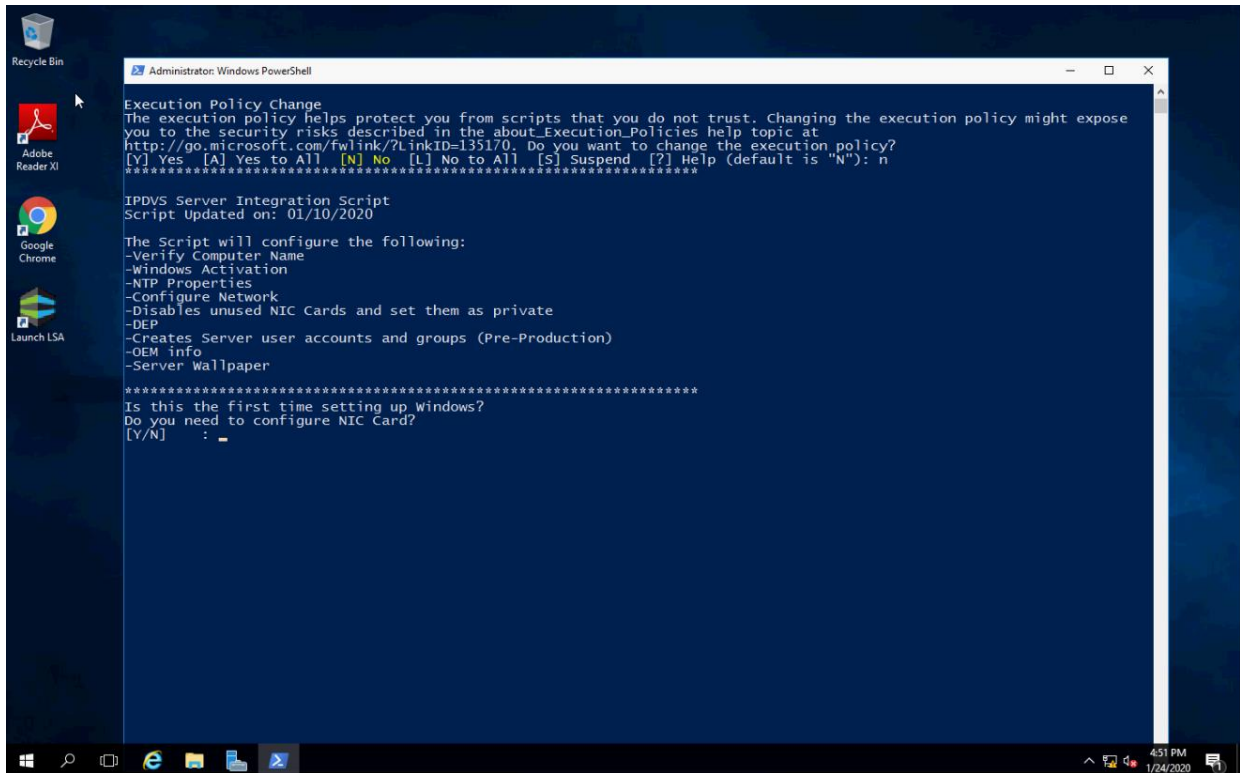 Recycle Bin
Adobe
Reader XI
Google
Chrome
Launch LSA
Administrator: Windows PowerShell
Execution Policy Change
The execution policy helps protect you from scripts that you do not trust. Changing the execution policy might expose
you to the security risks described in the about_Execution_Policies help topic at
http://go.microsoft.com/fwlink/?LinkID=135170. Do you want to change the execution policy?
[Y] Yes  [A] Yes to All  [N] No  [L] No to All  [S] Suspend  [?] Help (default is "N"): n
*******************************************************************
IPDVS Server Integration Script
Script Updated on: 01/10/2020
The Script will configure the following:
-Verify Computer Name
-Windows Activation
-NTP Properties
-Configure Network
-Disables unused NIC Cards and set them as private
-DEP
-Creates Server user accounts and groups (Pre-Production)
-OEM info
-Server Wallpaper
*******************************************************************
Is this the first time setting up Windows?
Do you need to configure NIC Card?
[Y/N]    : _
4:51 PM
1/24/2020
1